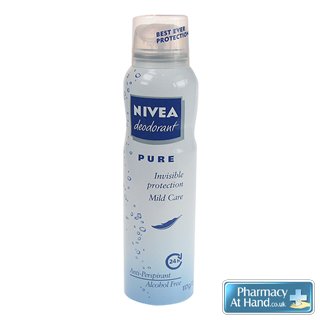 BEST EVER
PROTECTION
NIVEA
deodorant
PURE
Invisible
protection
Mild Care
24h
Anti-Perspirant
Alcohol Free
Pharmacy
At Hand.co.uk